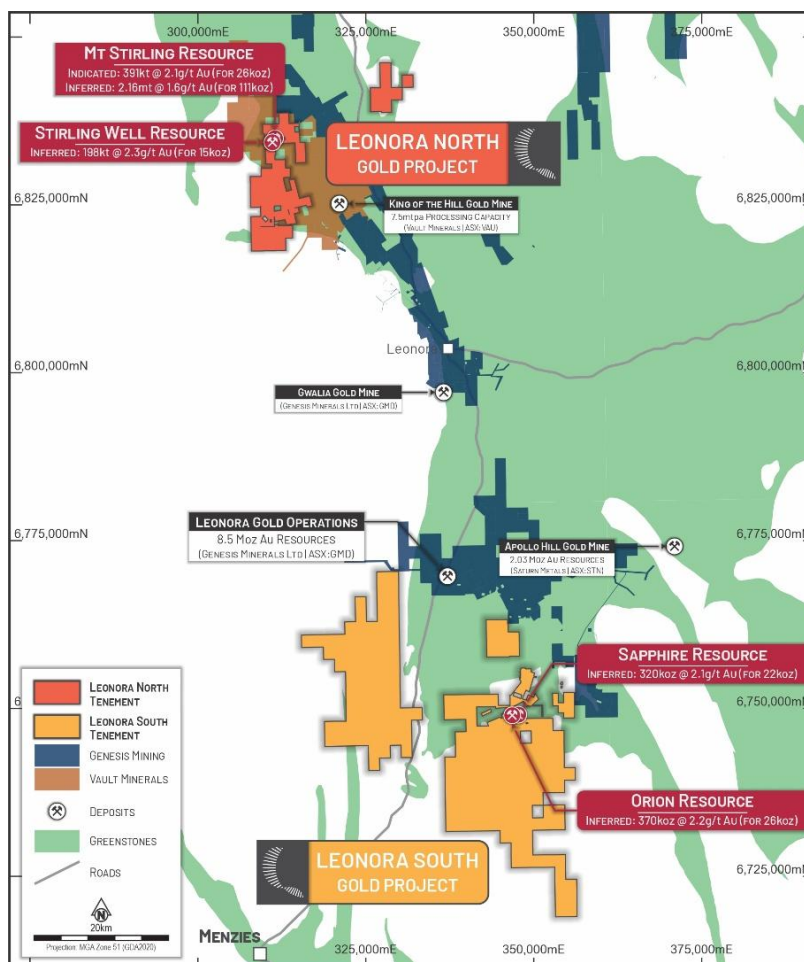 300,000mE
325,000mE
350,000mE
375,000mE
Mt Stirling Resource
Indicated: 391kt @ 2.1g/t Au (for 26koz)
Inferred: 2.16mt @ 1.6g/t Au (for 111koz)
Stirling Well Resource
Inferred: 198kt @ 2.3g/t Au (for 15koz)
LEONORA NORTH
GOLD PROJECT
6,825,000mN
6,825,000mN
King of the Hill Gold Mine
7.5mtpa Processing Capacity
(Vault Minerals | ASX:VAU)
Leonora
6,800,000mN
6,800,000mN
Gwalia Gold Mine
(Genesis Minerals Ltd | ASX:GMD)
Leonora Gold Operations
8.5 Moz Au Resources
(Genesis Minerals Ltd | ASX:GMD)
6,775,000mN
6,775,000mN
Apollo Hill Gold Mine
2.03 Moz Au Resources
(Saturn Metals | ASX:STN)
Sapphire Resource
Inferred: 320koz @ 2.1g/t Au (for 22koz)
6,750,000mN
Orion Resource
Inferred: 370koz @ 2.2g/t Au (for 26koz)
Leonora North
Tenement
Leonora South
Tenement
Genesis Mining
Vault Minerals
Deposits
Greenstones
Roads
N
20km
Projection: MGA Zone 51 (GDA2020)
LEONORA SOUTH
GOLD PROJECT
6,725,000mN
Menzies
325,000mE
350,000mE
375,000mE